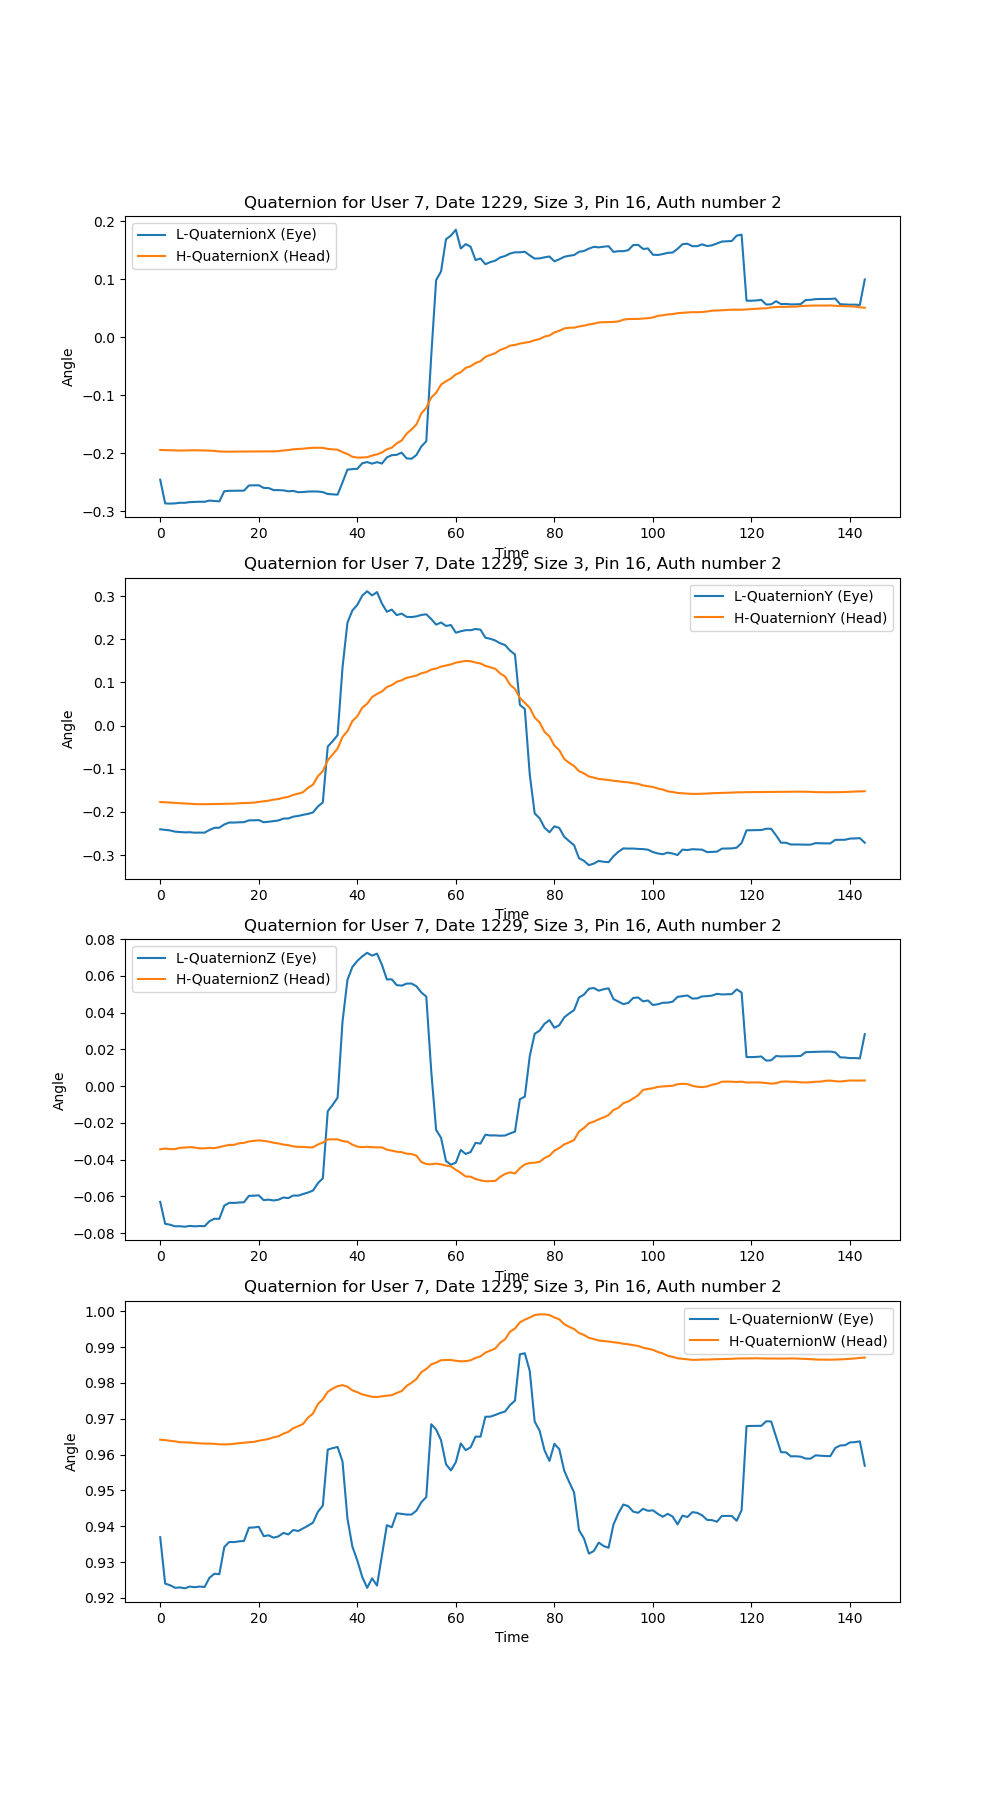 Quaternion for User 7, Date 1229, Size 3, Pin 16, Auth number 2
L-QuaternionX (Eye)
H-QuaternionX (Head)
Angle
0.2
0.1
0.0
−0.1
−0.2
−0.3
0 20 40 60 80 100 120 140
Time
Quaternion for User 7, Date 1229, Size 3, Pin 16, Auth number 2
L-QuaternionY (Eye)
H-QuaternionY (Head)
Angle
0.3
0.2
0.1
0.0
−0.1
−0.2
−0.3
0 20 40 60 80 100 120 140
Time
Quaternion for User 7, Date 1229, Size 3, Pin 16, Auth number 2
L-QuaternionZ (Eye)
H-QuaternionZ (Head)
Angle
0.08
0.06
0.04
0.02
0.00
−0.02
−0.04
−0.06
−0.08
0 20 40 60 80 100 120 140
Time
Quaternion for User 7, Date 1229, Size 3, Pin 16, Auth number 2
L-QuaternionW (Eye)
H-QuaternionW (Head)
Angle
1.00
0.99
0.98
0.97
0.96
0.95
0.94
0.93
0.92
0 20 40 60 80 100 120 140
Time